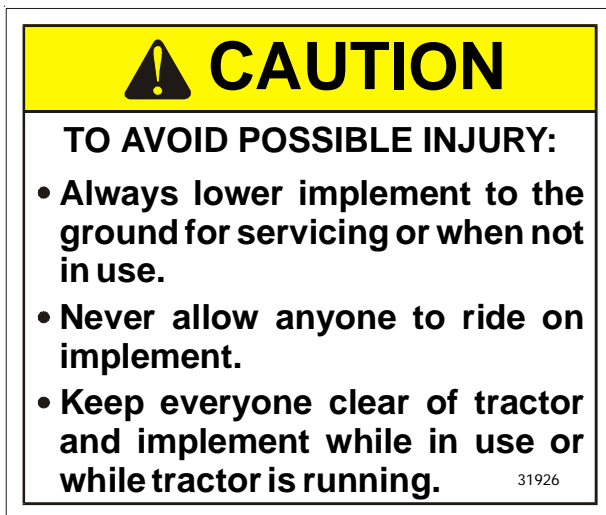 CAUTION
TO AVOID POSSIBLE INJURY:
• Always lower implement to the
ground for servicing or when not
in use.
• Never allow anyone to ride on
implement.
• Keep everyone clear of tractor
and implement while in use or
while tractor is running. 31926